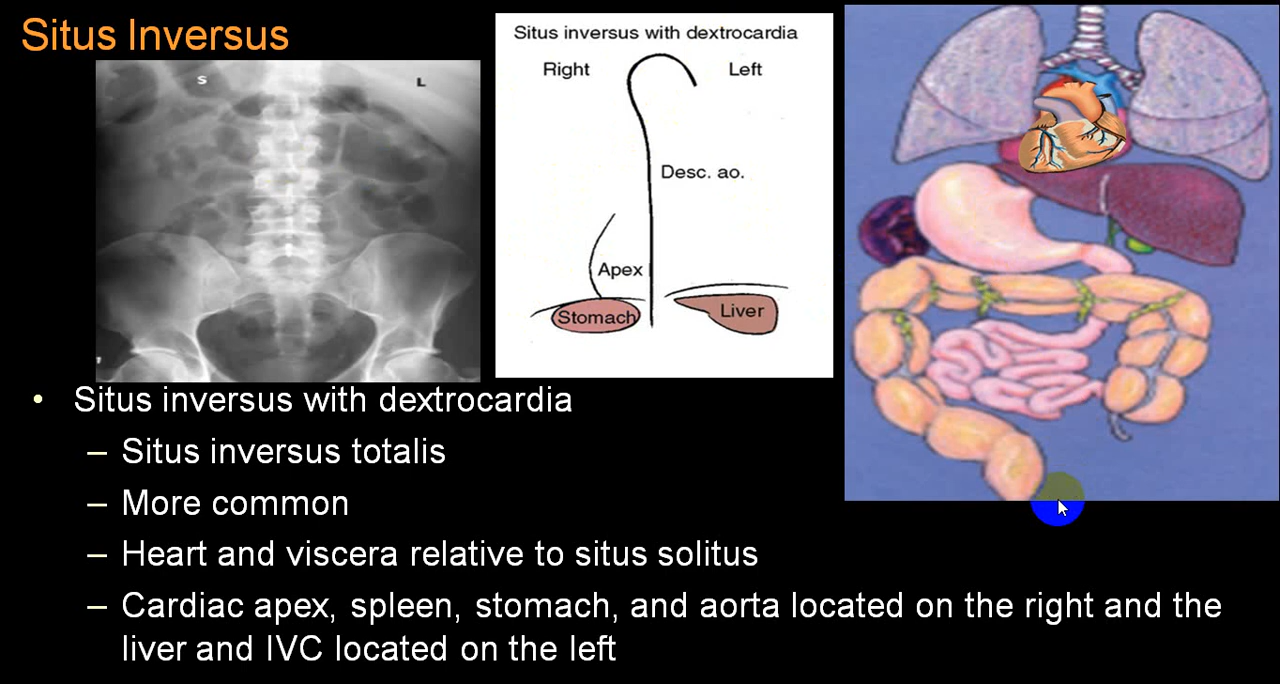 Situs Inversus
S
L
Situs inversus with dextrocardia
Right Left
Desc. ao.
Apex
Stomach
Liver
• Situs inversus with dextrocardia
– Situs inversus totalis
– More common
– Heart and viscera relative to situs solitus
– Cardiac apex, spleen, stomach, and aorta located on the right and the
liver and IVC located on the left